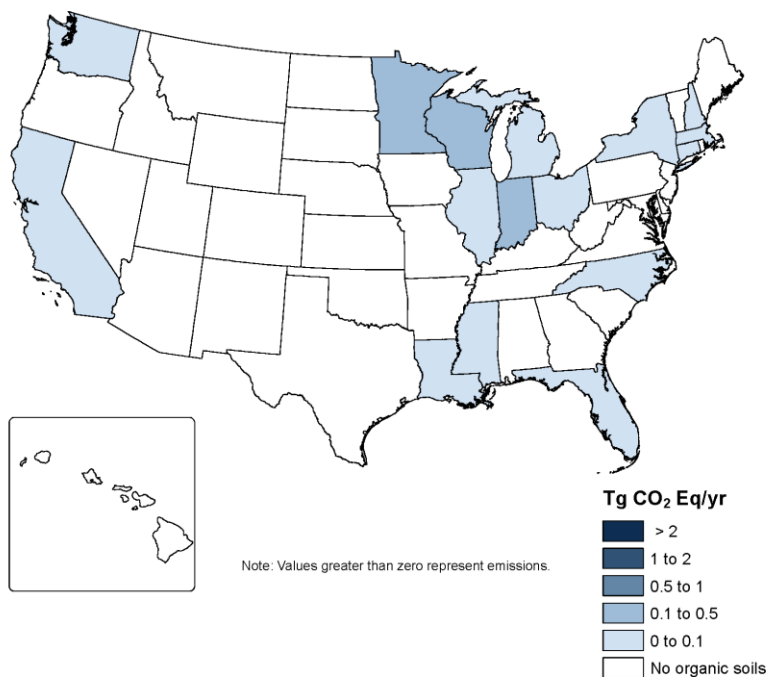 Tg CO₂ Eq/yr
> 2
1 to 2
0.5 to 1
0.1 to 0.5
0 to 0.1
No organic soils
Note: Values greater than zero represent emissions.